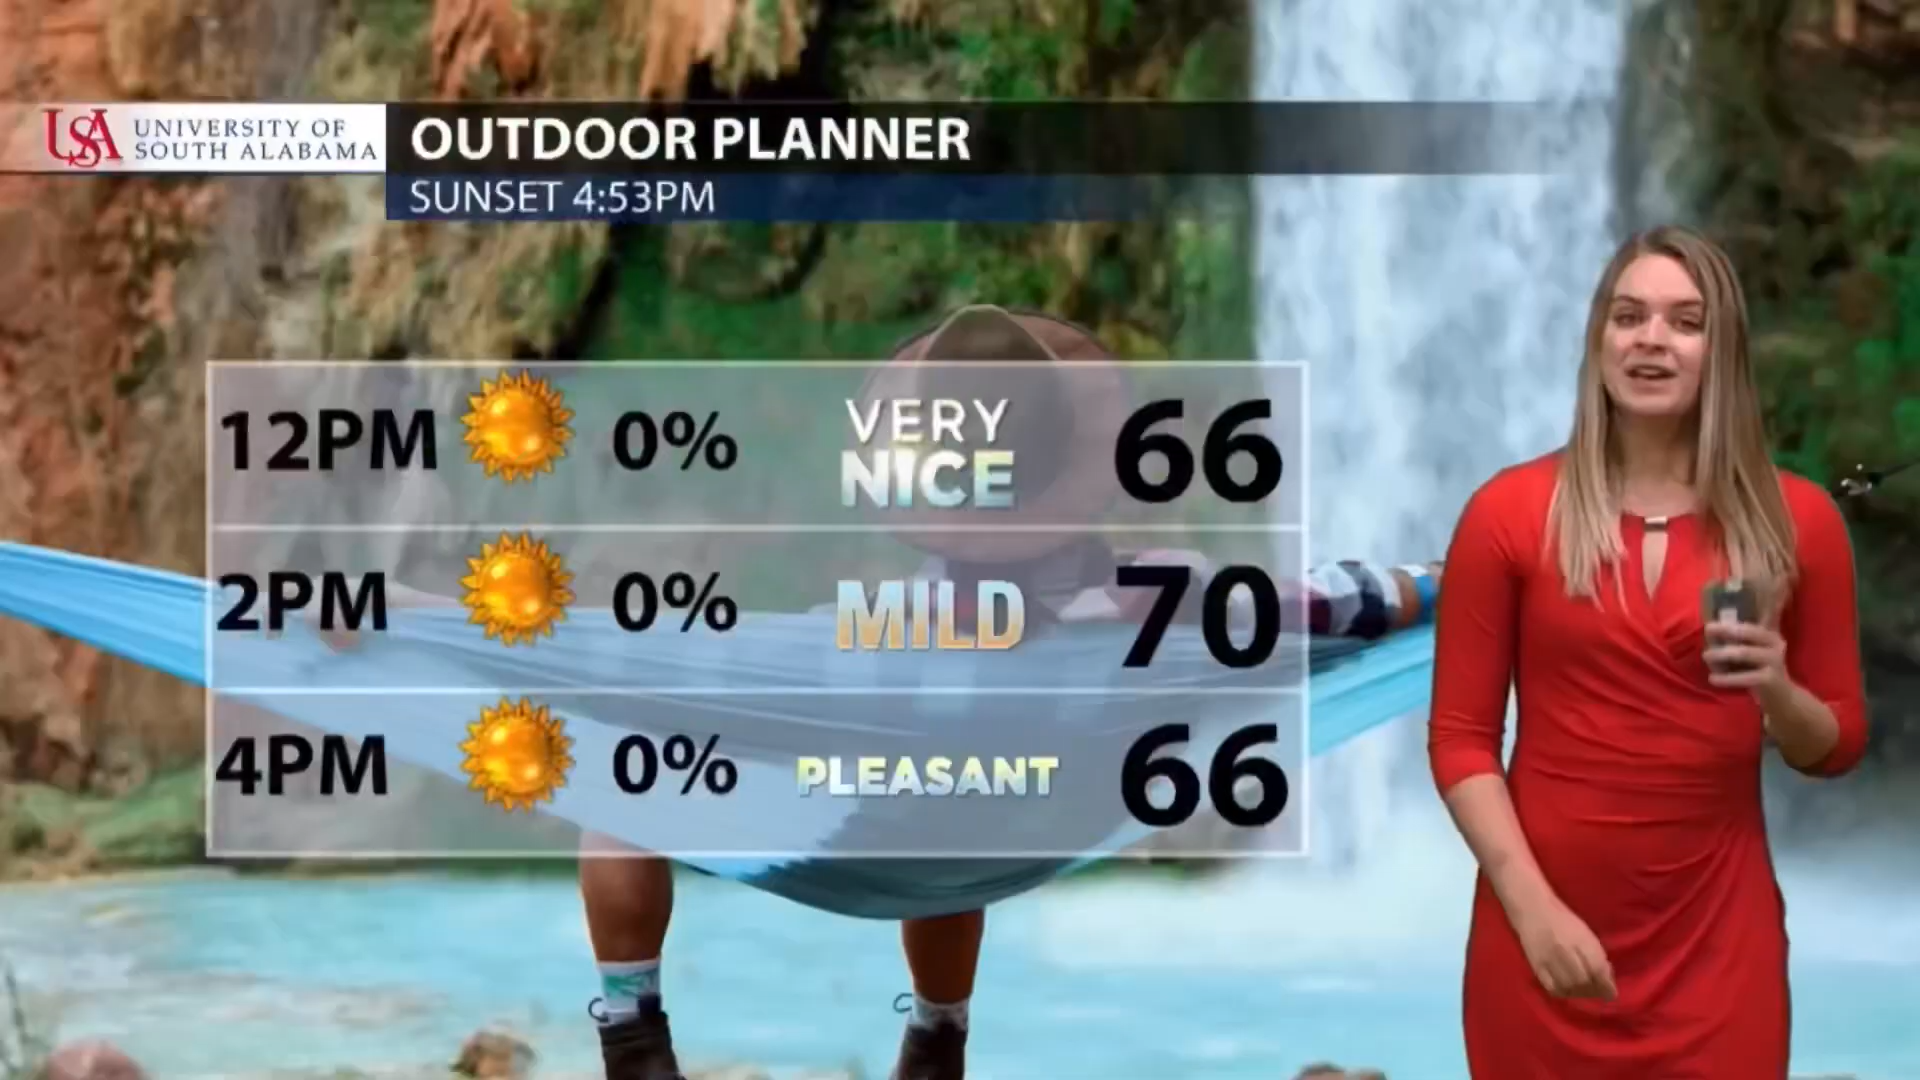 USA
UNIVERSITY OF
SOUTH ALABAMA
OUTDOOR PLANNER
SUNSET 4:53PM
12PM 0% VERY NICE 66
2PM 0% MILD 70
4PM 0% PLEASANT 66